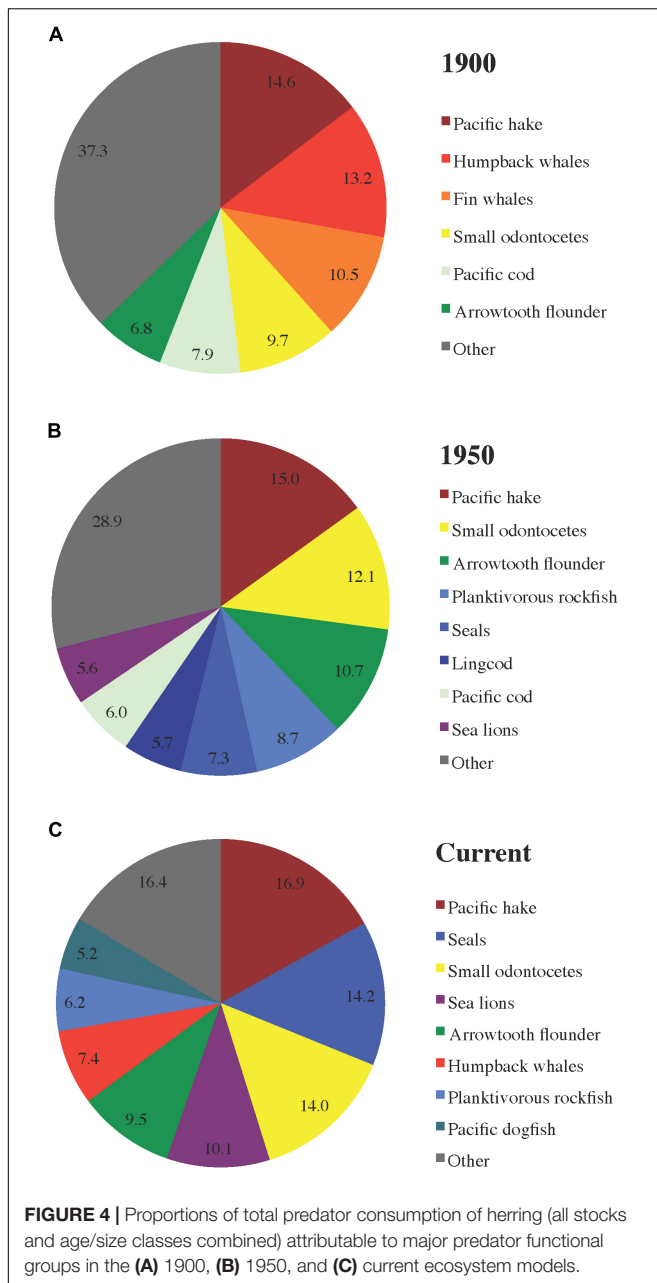 A
1900
14.6
13.2
10.5
9.7
7.9
6.8
37.3
Pacific hake
Humpback whales
Fin whales
Small odontocetes
Pacific cod
Arrowtooth flounder
Other
B
1950
15.0
12.1
10.7
8.7
7.3
5.7
6.0
5.6
28.9
Pacific hake
Small odontocetes
Arrowtooth flounder
Planktivorous rockfish
Seals
Lingcod
Pacific cod
Sea lions
Other
C
Current
16.9
14.2
14.0
10.1
9.5
7.4
6.2
5.2
16.4
Pacific hake
Seals
Small odontocetes
Sea lions
Arrowtooth flounder
Humpback whales
Planktivorous rockfish
Pacific dogfish
Other
FIGURE 4 | Proportions of total predator consumption of herring (all stocks
and age/size classes combined) attributable to major predator functional
groups in the (A) 1900, (B) 1950, and (C) current ecosystem models.